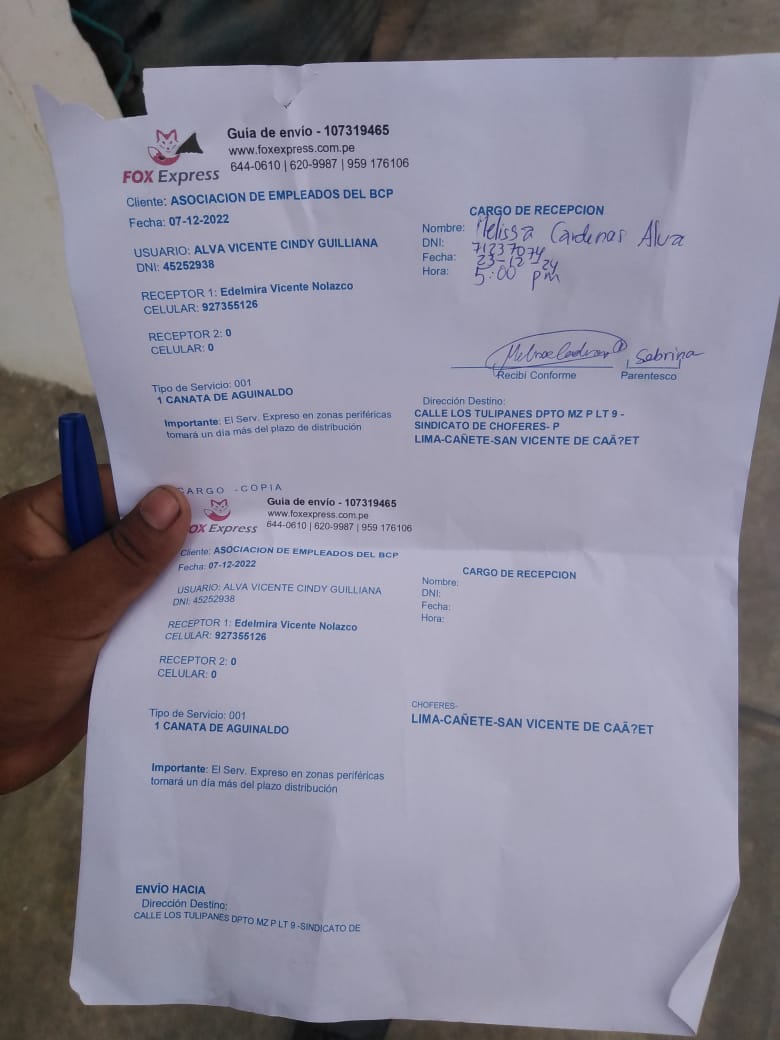 Guia de envío - 107319465
www.foxexpress.com.pe
644-0610 | 620-9987 | 959 176106
FOX Express
Cliente: ASOCIACION DE EMPLEADOS DEL BCP
Fecha: 07-12-2022
USUARIO: ALVA VICENTE CINDY GUILLIANA
DNI: 45252938
RECEPTOR 1: Edelmira Vicente Nolazco
CELULAR: 927355126
RECEPTOR 2: 0
CELULAR: 0
Tipo de Servicio: 001
1 CANATA DE AGUINALDO
Importante: El Serv. Expreso en zonas periféricas
tomará un día más del plazo de distribución
CARGO DE RECEPCION
Nombre: Melissa Cardenas Alva
DNI: 71237074
Fecha: 23-12-24
Hora: 5:00 pm
Sabrina
Recibí Conforme Parentesco
Dirección Destino:
CALLE LOS TULIPANES DPTO MZ P LT 9 -
SINDICATO DE CHOFERES- P
LIMA-CAÑETE-SAN VICENTE DE CAÃ?ET
CARGO - COPIA
Guia de envío - 107319465
www.foxexpress.com.pe
644-0610 | 620-9987 | 959 176106
FOX Express
Cliente: ASOCIACION DE EMPLEADOS DEL BCP
Fecha: 07-12-2022
USUARIO: ALVA VICENTE CINDY GUILLIANA
DNI: 45252938
RECEPTOR 1: Edelmira Vicente Nolazco
CELULAR: 927355126
RECEPTOR 2: 0
CELULAR: 0
Tipo de Servicio: 001
1 CANATA DE AGUINALDO
Importante: El Serv. Expreso en zonas periféricas
tomará un día más del plazo distribución
CARGO DE RECEPCION
Nombre:
DNI:
Fecha:
Hora:
CHOFERES-
LIMA-CAÑETE-SAN VICENTE DE CAÃ?ET
ENVÍO HACIA
Dirección Destino:
CALLE LOS TULIPANES DPTO MZ P LT 9 -SINDICATO DE